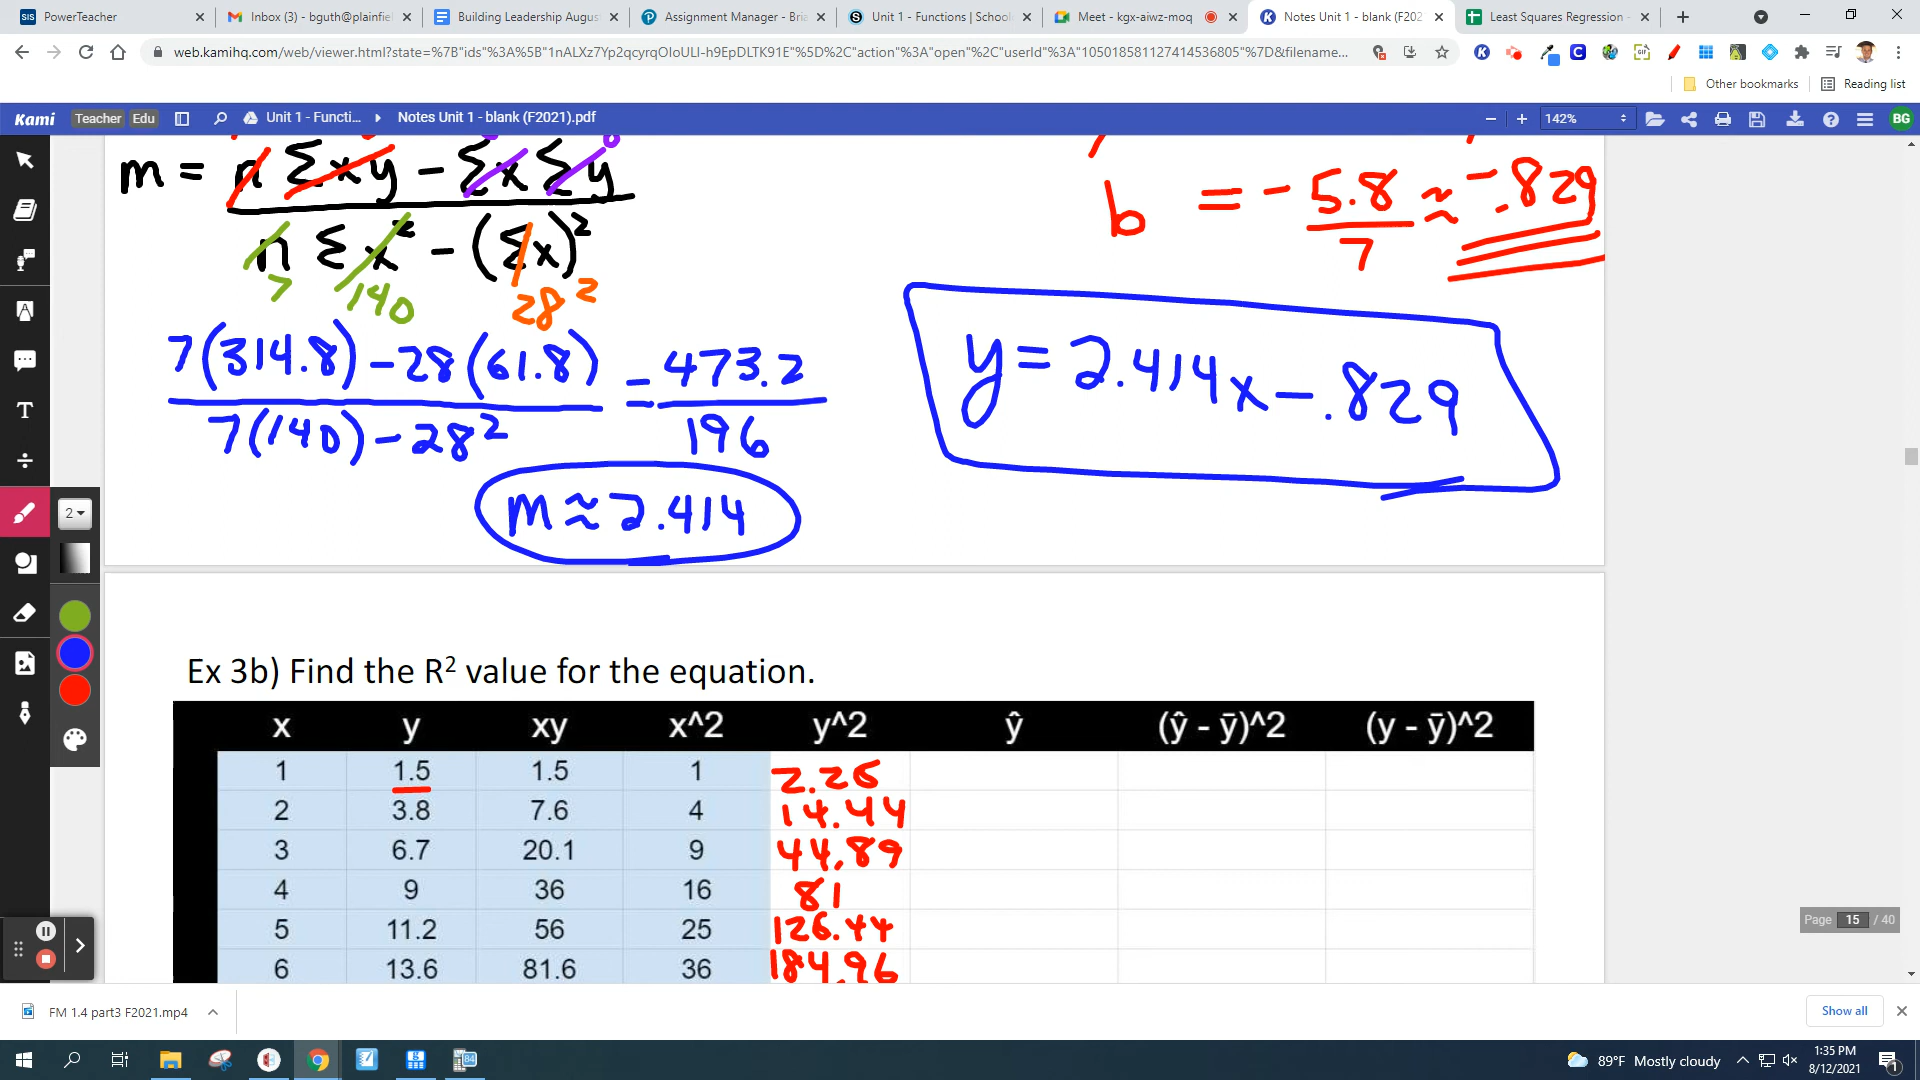 PowerTeacher
Inbox (3) - bguth@plainfiel
Building Leadership Augus
Assignment Manager - Bria
Unit 1 - Functions | School
Meet - kgx-aiwz-moq
Notes Unit 1 - blank (F202
Least Squares Regression -
web.kamihq.com/web/viewer.html?state=%7B"ids"%3A%5B"1nALXz7Yp2qcyrqOIoULI-h9EpDLTK91E"%5D%2C"action"%3A"open"%2C"userId"%3A"105018581127414536805"%7D&filename...
Other bookmarks
Reading list
Kami Teacher Edu
Unit 1 - Functi...
Notes Unit 1 - blank (F2021).pdf
142%
BG
m = n Σxy - Σx Σy
n Σx² - (Σx)²
7 140 28²
7(314.8) - 28(61.8) = 473.2
7(140) - 28² 196
m ≈ 2.414
b = - 5.8 ≈ -.829
7
y = 2.414x - .829
Ex 3b) Find the R² value for the equation.
x y xy x^2 y^2 ŷ (ŷ - ȳ)^2 (y - ȳ)^2
1 1.5 1.5 1 2.25
2 3.8 7.6 4 14.44
3 6.7 20.1 9 44.89
4 9 36 16 81
5 11.2 56 25 126.44
6 13.6 81.6 36 184.96
2
Page 15 / 40
FM 1.4 part3 F2021.mp4
Show all
89°F Mostly cloudy
1:35 PM
8/12/2021